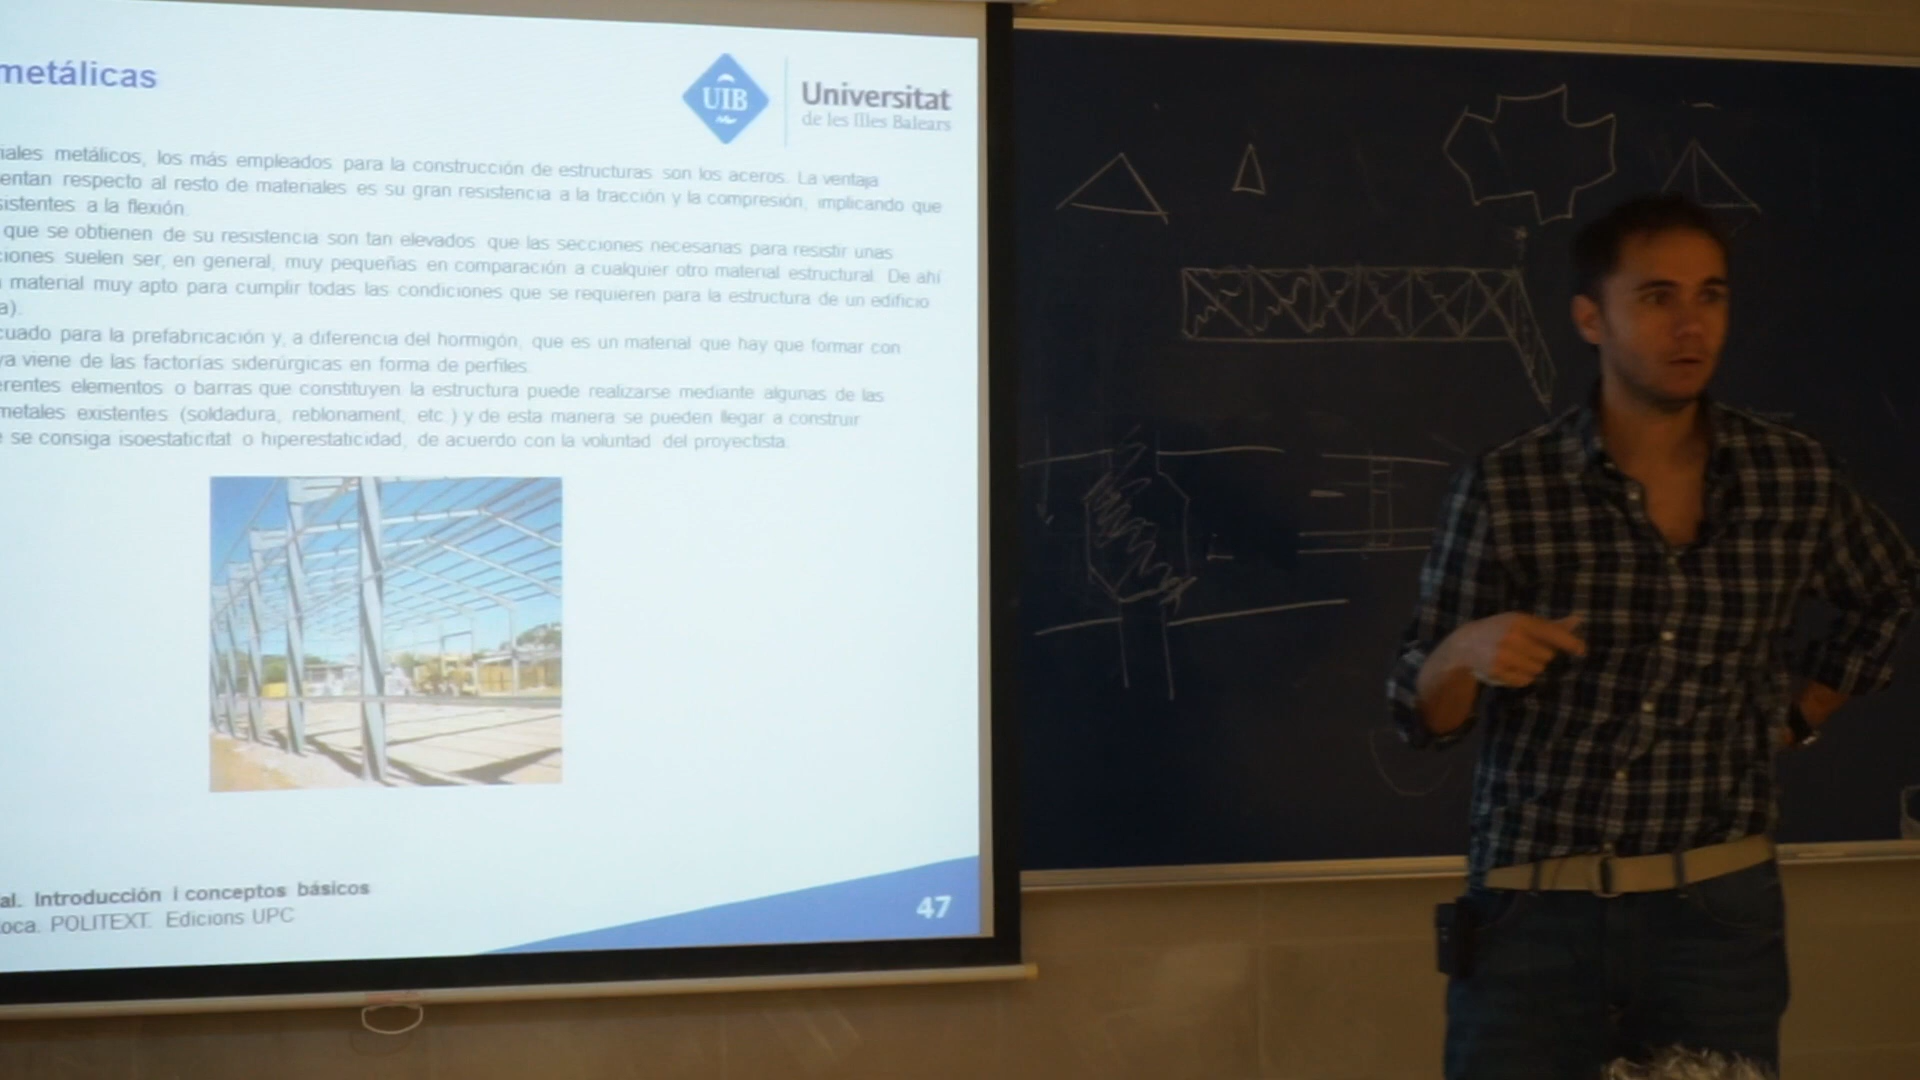 metálicas
UIB
Universitat
de les Illes Balears
iales metálicos, los más empleados para la construcción de estructuras son los aceros. La ventaja
entan respecto al resto de materiales es su gran resistencia a la tracción y la compresión, implicando que
sistentes a la flexión.
que se obtienen de su resistencia son tan elevados que las secciones necesarias para resistir unas
ciones suelen ser, en general, muy pequeñas en comparación a cualquier otro material estructural. De ahí
material muy apto para cumplir todas las condiciones que se requieren para la estructura de un edificio
a).
cuado para la prefabricación y, a diferencia del hormigón, que es un material que hay que formar con
ya viene de las factorías siderúrgicas en forma de perfiles.
erentes elementos o barras que constituyen la estructura puede realizarse mediante algunas de las
metales existentes (soldadura, reblonament, etc.) y de esta manera se pueden llegar a construir
e se consiga isoestaticitat o hiperestaticidad, de acuerdo con la voluntad del proyectista.
al. Introducción i conceptos básicos
oca. POLITEXT. Edicions UPC
47